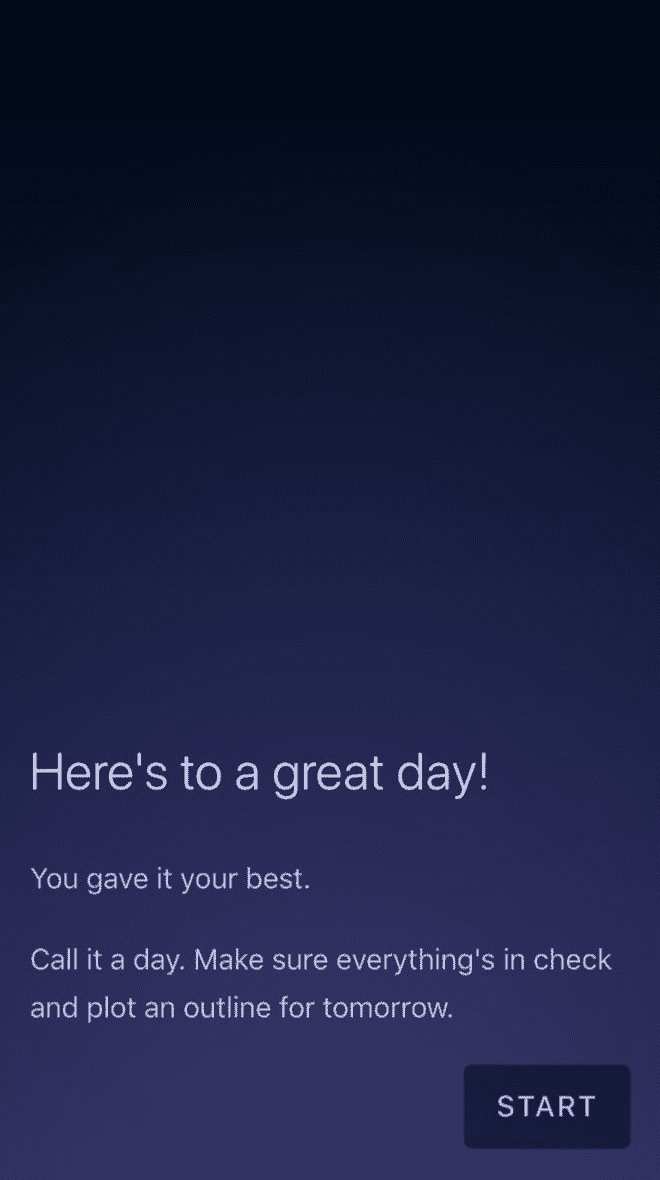 Here's to a great day!
You gave it your best.
Call it a day. Make sure everything's in check
and plot an outline for tomorrow.
START